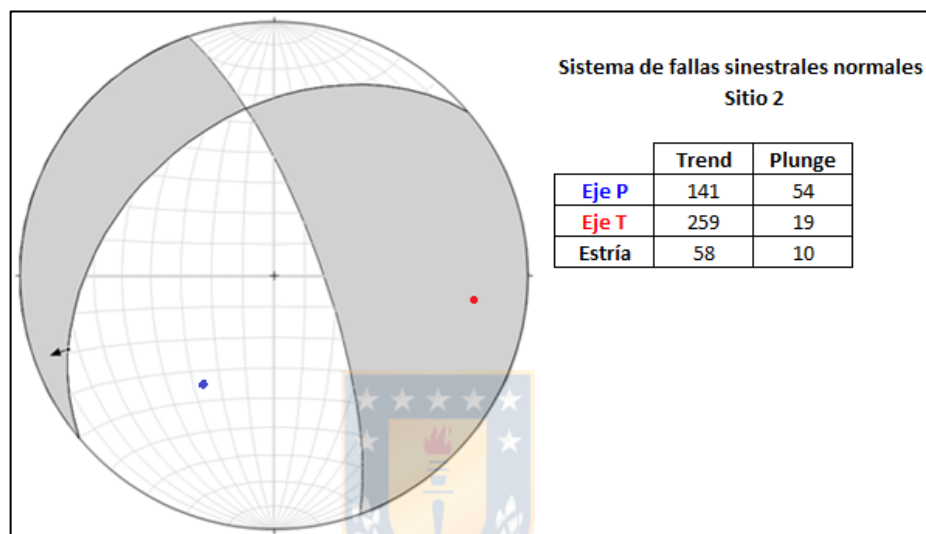 Sistema de fallas sinestrales normales
Sitio 2
Trend Plunge
Eje P 141 54
Eje T 259 19
Estría 58 10